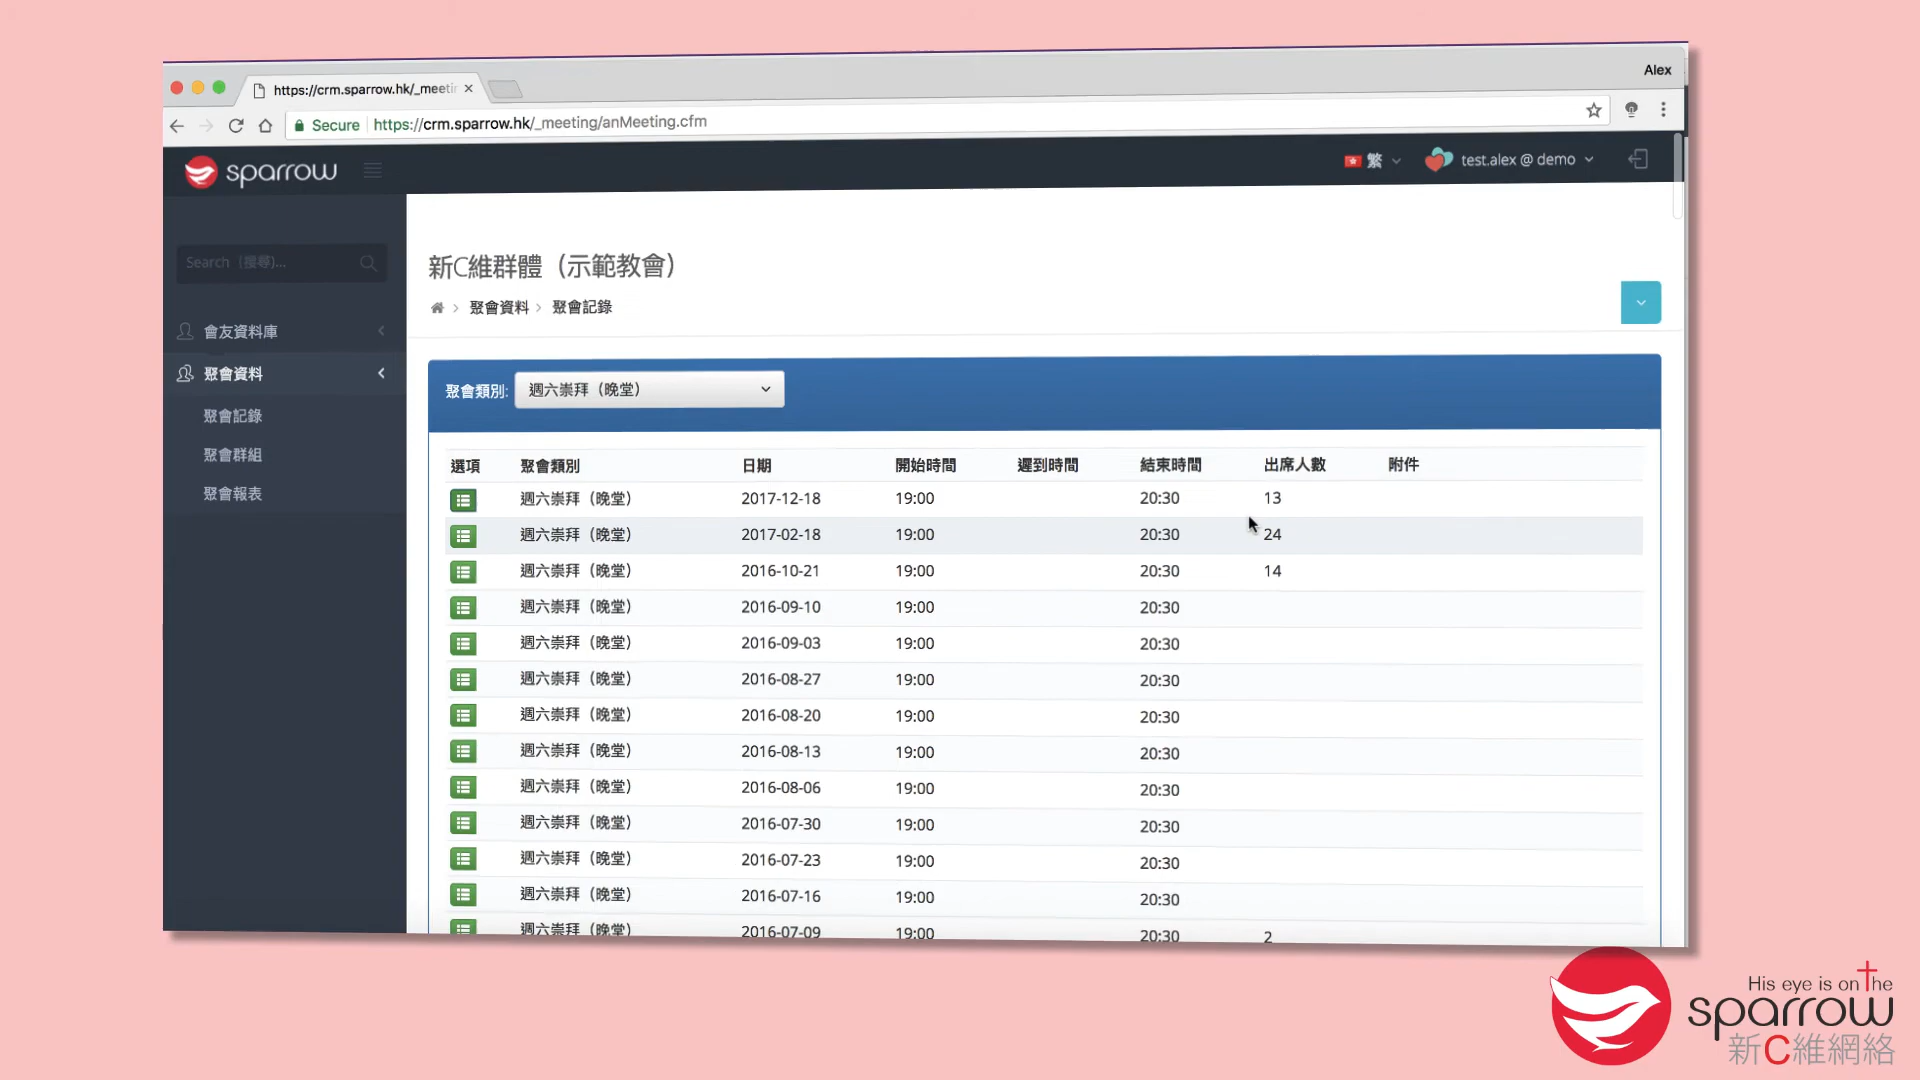 Alex
https://crm.sparrow.hk/_meetin
Secure https://crm.sparrow.hk/_meeting/anMeeting.cfm
sparrow
繁
test.alex @ demo
Search (搜尋)...
會友資料庫
聚會資料
聚會記錄
聚會群組
聚會報表
新C維群體（示範教會）
聚會資料 聚會記錄
聚會類別: 週六崇拜（晚堂）
選項 聚會類別 日期 開始時間 遲到時間 結束時間 出席人數 附件
週六崇拜（晚堂） 2017-12-18 19:00 20:30 13
週六崇拜（晚堂） 2017-02-18 19:00 20:30 24
週六崇拜（晚堂） 2016-10-21 19:00 20:30 14
週六崇拜（晚堂） 2016-09-10 19:00 20:30
週六崇拜（晚堂） 2016-09-03 19:00 20:30
週六崇拜（晚堂） 2016-08-27 19:00 20:30
週六崇拜（晚堂） 2016-08-20 19:00 20:30
週六崇拜（晚堂） 2016-08-13 19:00 20:30
週六崇拜（晚堂） 2016-08-06 19:00 20:30
週六崇拜（晚堂） 2016-07-30 19:00 20:30
週六崇拜（晚堂） 2016-07-23 19:00 20:30
週六崇拜（晚堂） 2016-07-16 19:00 20:30
週六崇拜（晚堂） 2016-07-09 19:00 20:30 2
His eye is on the
sparrow
新C維網絡